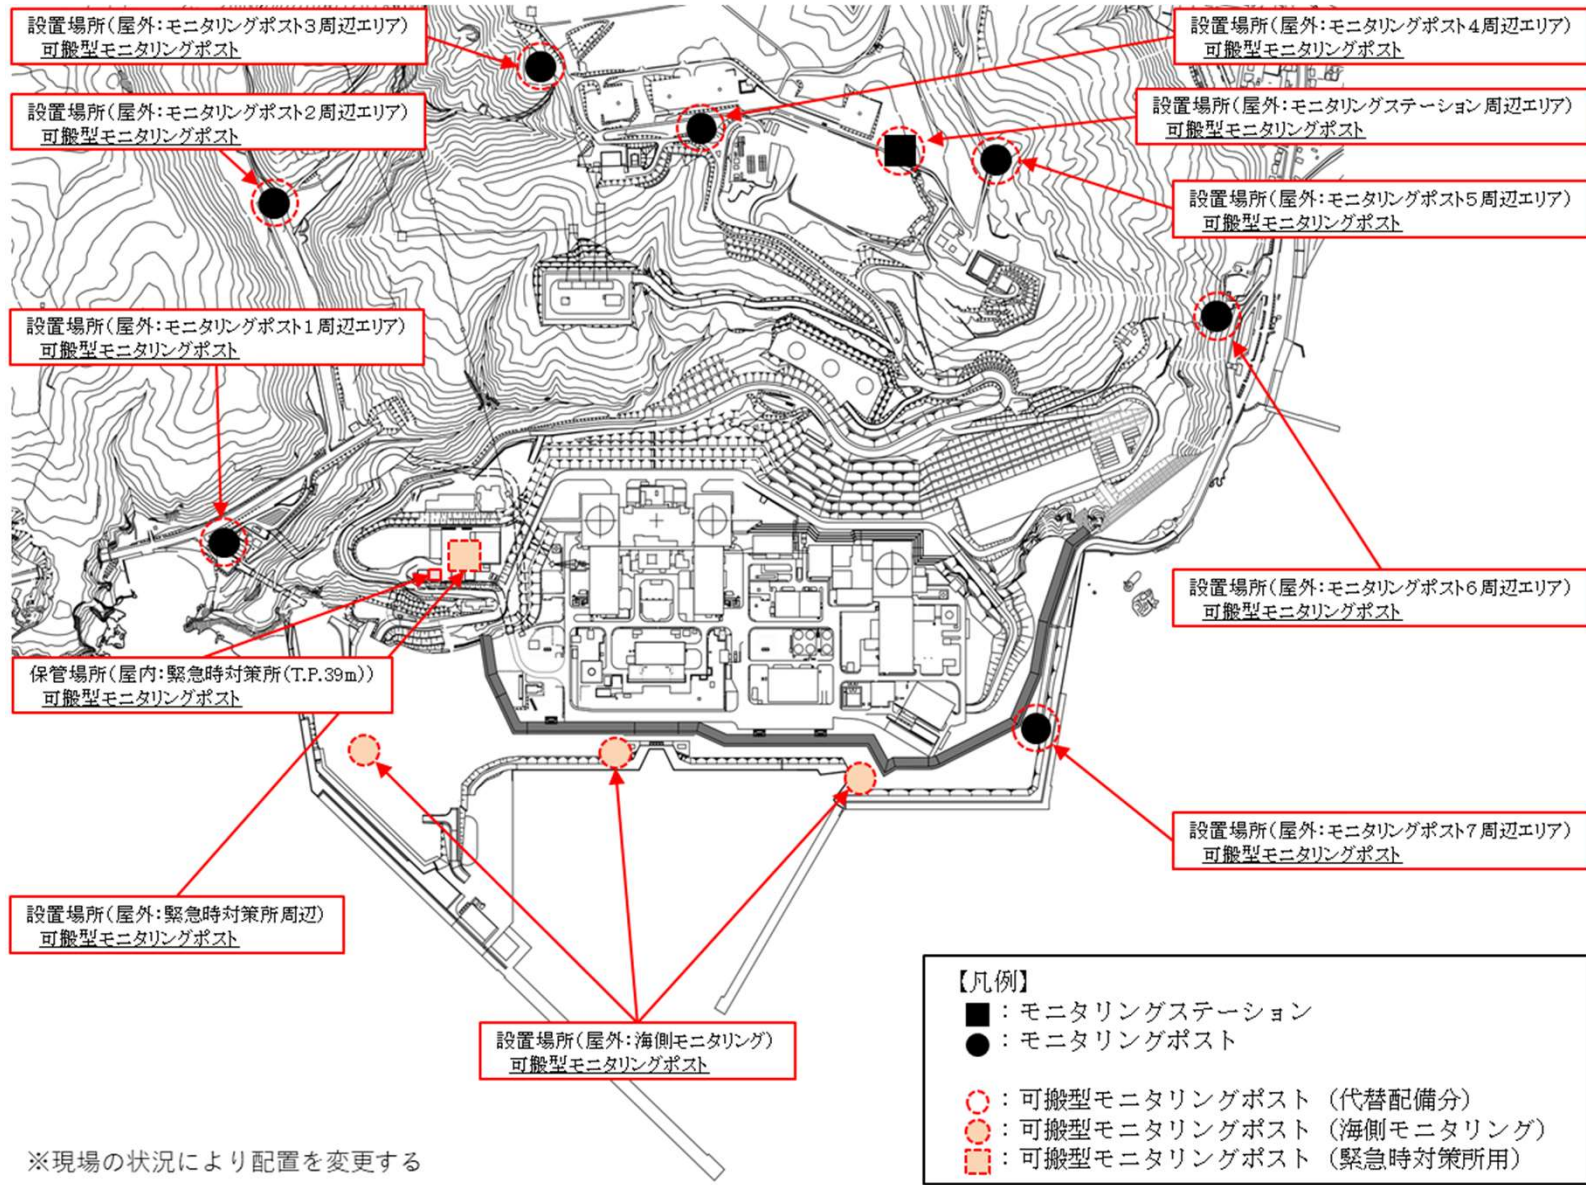 設置場所(屋外:モニタリングポスト3周辺エリア)
可搬型モニタリングポスト
設置場所(屋外:モニタリングポスト2周辺エリア)
可搬型モニタリングポスト
設置場所(屋外:モニタリングポスト1周辺エリア)
可搬型モニタリングポスト
保管場所(屋内:緊急時対策所(T.P.39m))
可搬型モニタリングポスト
設置場所(屋外:緊急時対策所周辺)
可搬型モニタリングポスト
設置場所(屋外:海側モニタリング)
可搬型モニタリングポスト
設置場所(屋外:モニタリングポスト4周辺エリア)
可搬型モニタリングポスト
設置場所(屋外:モニタリングステーション周辺エリア)
可搬型モニタリングポスト
設置場所(屋外:モニタリングポスト5周辺エリア)
可搬型モニタリングポスト
設置場所(屋外:モニタリングポスト6周辺エリア)
可搬型モニタリングポスト
設置場所(屋外:モニタリングポスト7周辺エリア)
可搬型モニタリングポスト
【凡例】
■:モニタリングステーション
●:モニタリングポスト
:可搬型モニタリングポスト(代替配備分)
:可搬型モニタリングポスト(海側モニタリング)
:可搬型モニタリングポスト(緊急時対策所用)
※現場の状況により配置を変更する